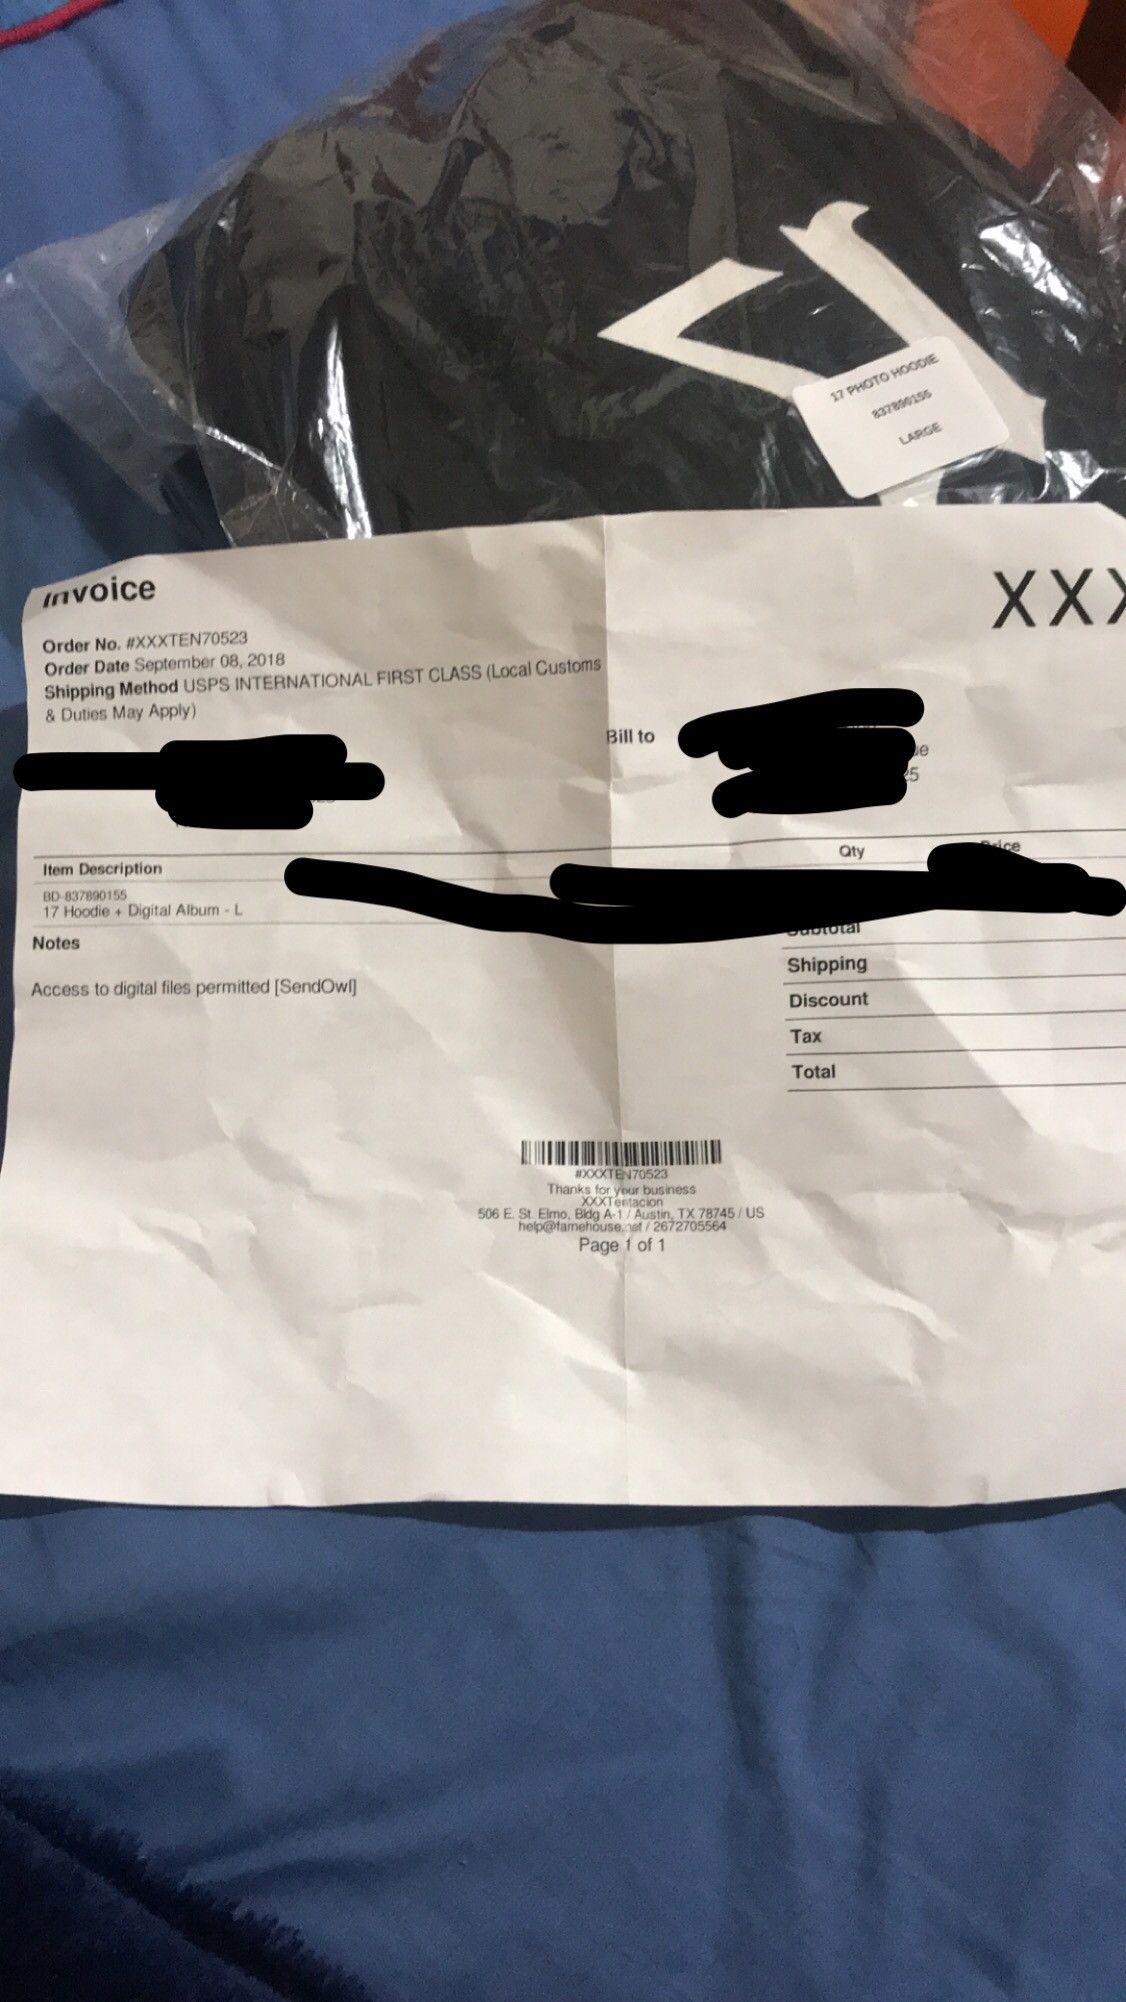 17 PHOTO HOODIE
837890155
LARGE
Invoice
XXX
Order No. #XXXTEN70523
Order Date September 08, 2018
Shipping Method USPS INTERNATIONAL FIRST CLASS (Local Customs
& Duties May Apply)
Bill to
Item Description Qty Price
BD-837890155
17 Hoodie + Digital Album - L
Notes
Access to digital files permitted [SendOwl]
Subtotal
Shipping
Discount
Tax
Total
#XXXTEN70523
Thanks for your business
XXXTentacion
506 E. St. Elmo, Bldg A-1 / Austin, TX 78745 / US
help@famehouse.net / 2672705564
Page 1 of 1